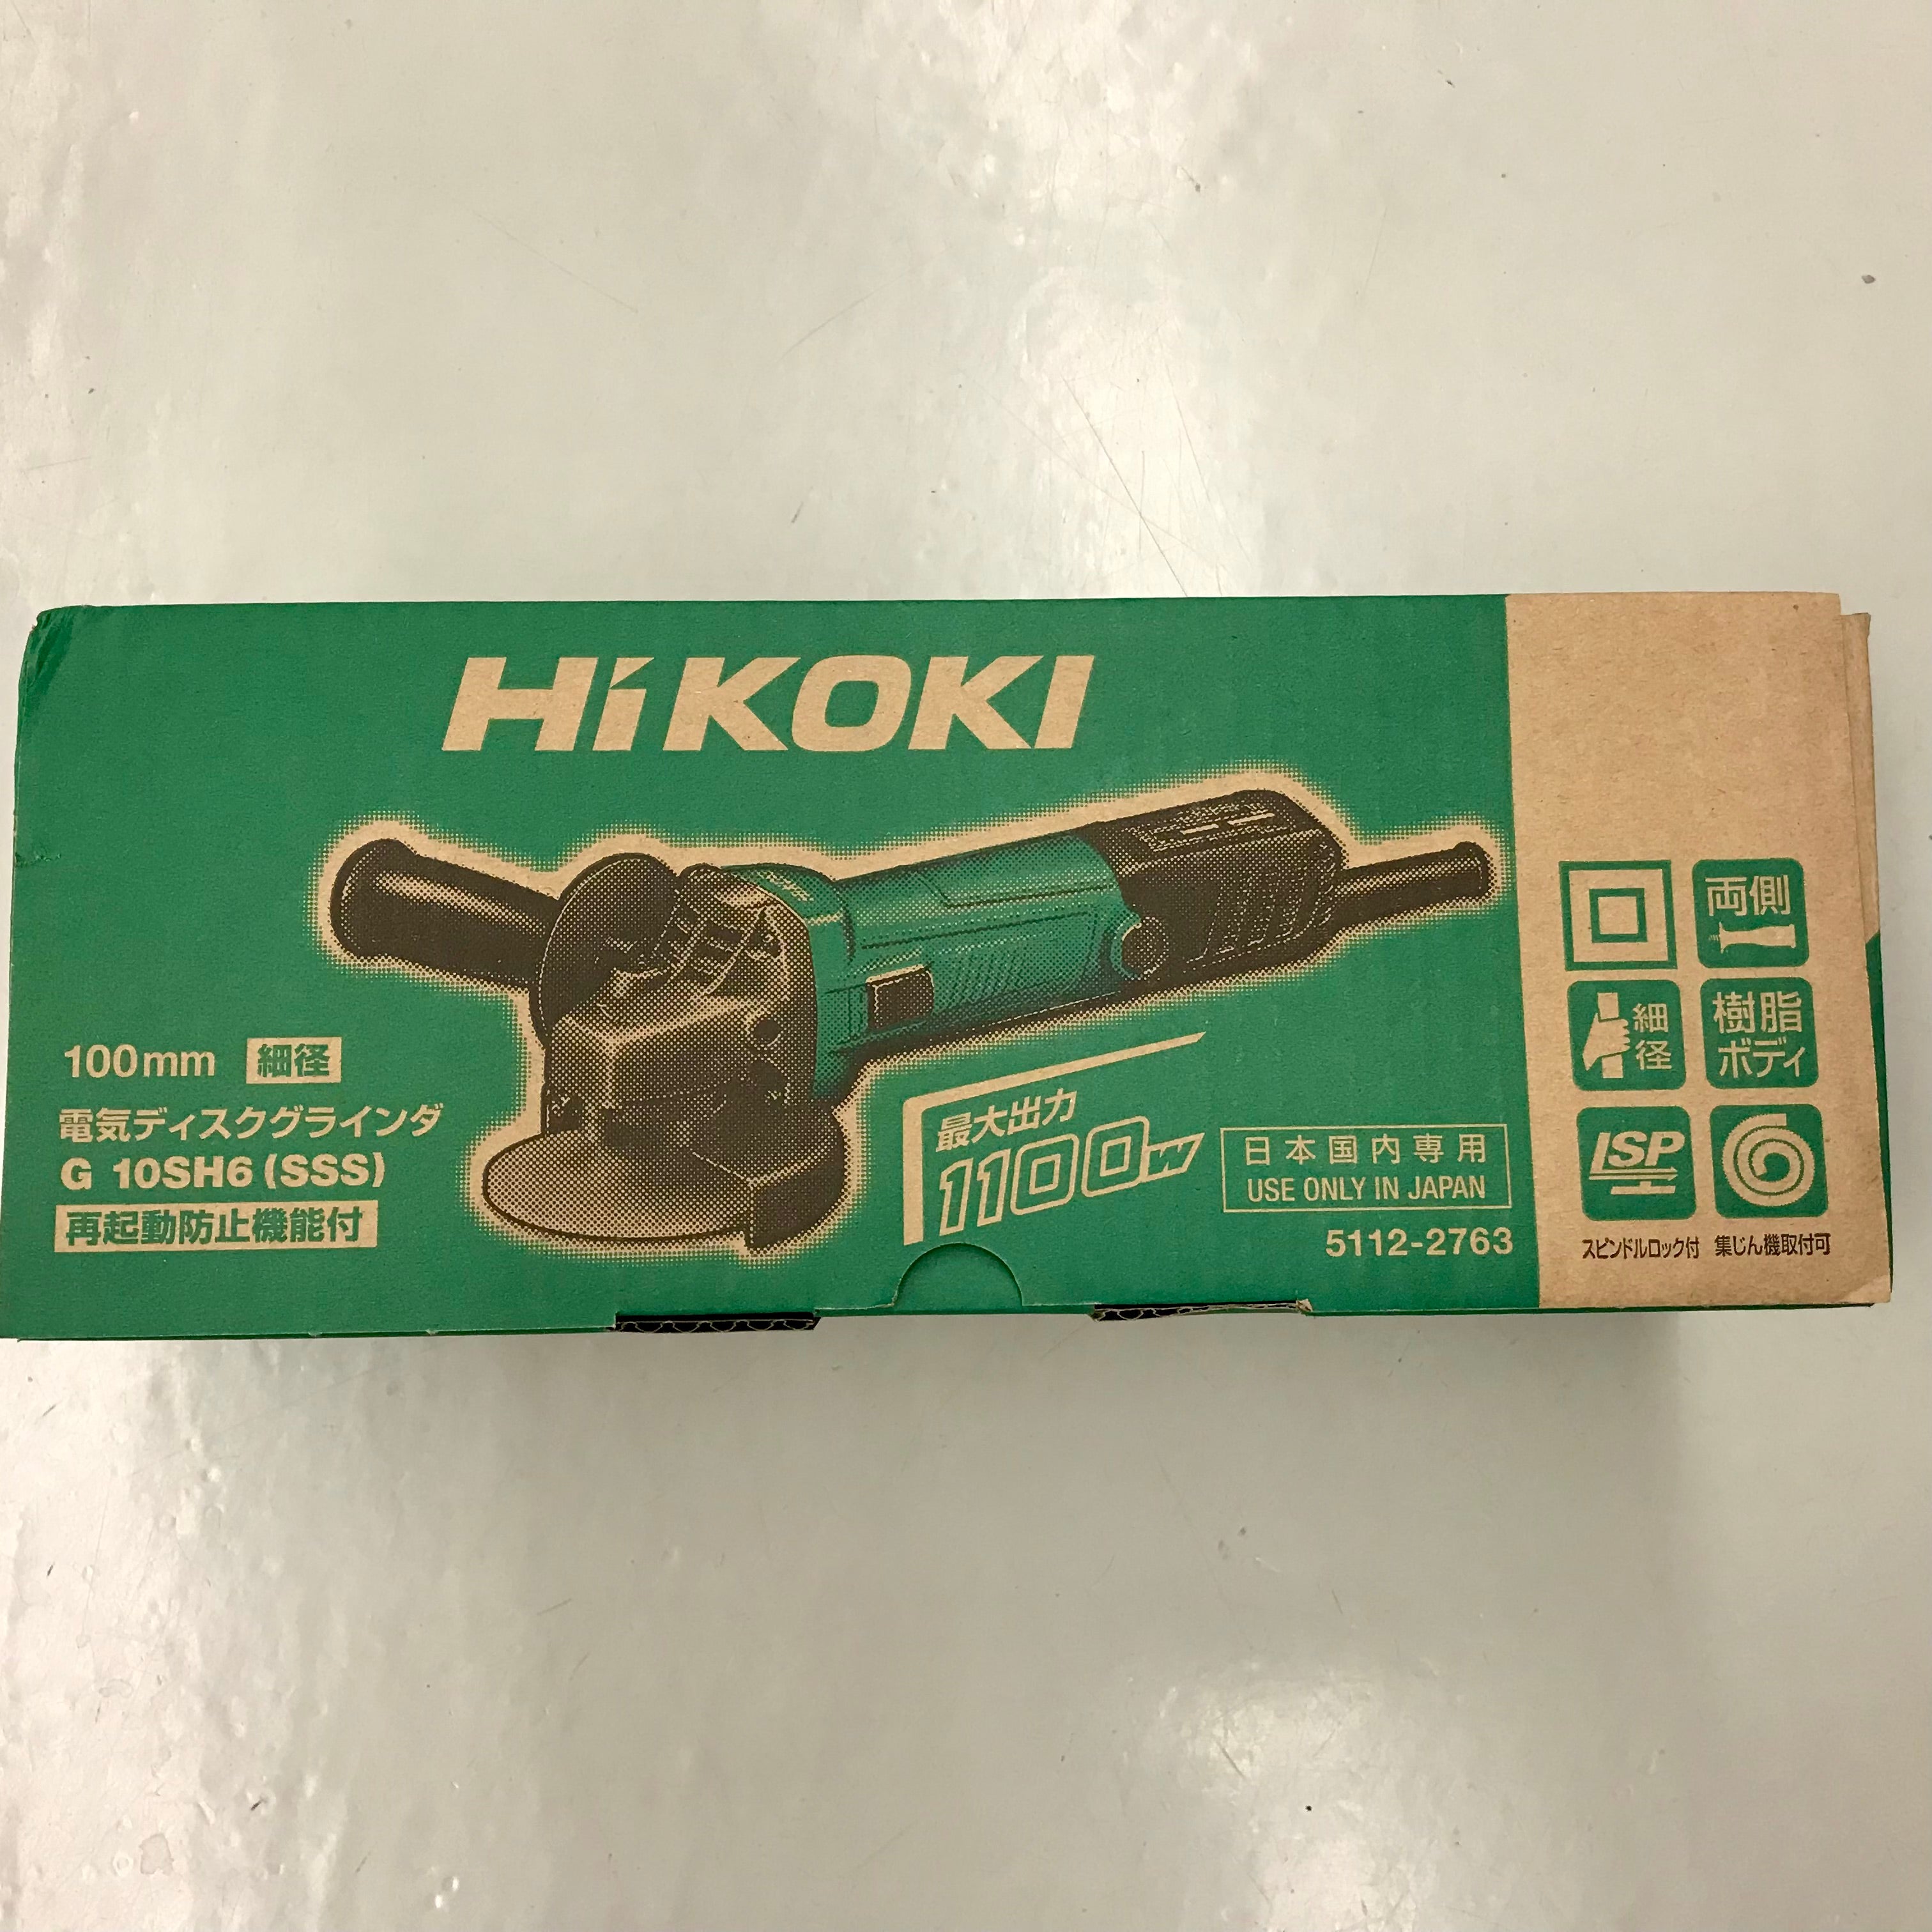 HiKOKI
100mm 細径
電気ディスクグラインダ
G 10SH6 (SSS)
再起動防止機能付
最大出力
1100W
日本国内専用
USE ONLY IN JAPAN
5112-2763
両側
細径
樹脂
ボディ
LSP
スピンドルロック付 集じん機取付可